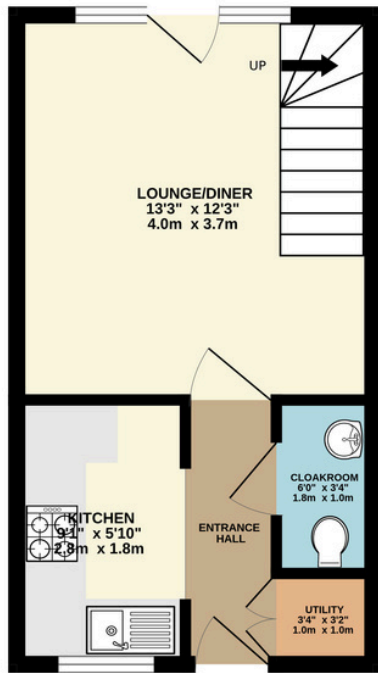 UP
LOUNGE/DINER
13'3" x 12'3"
4.0m x 3.7m
KITCHEN
9'1" x 5'10"
2.8m x 1.8m
ENTRANCE
HALL
CLOAKROOM
6'0" x 3'4"
1.8m x 1.0m
UTILITY
3'4" x 3'2"
1.0m x 1.0m